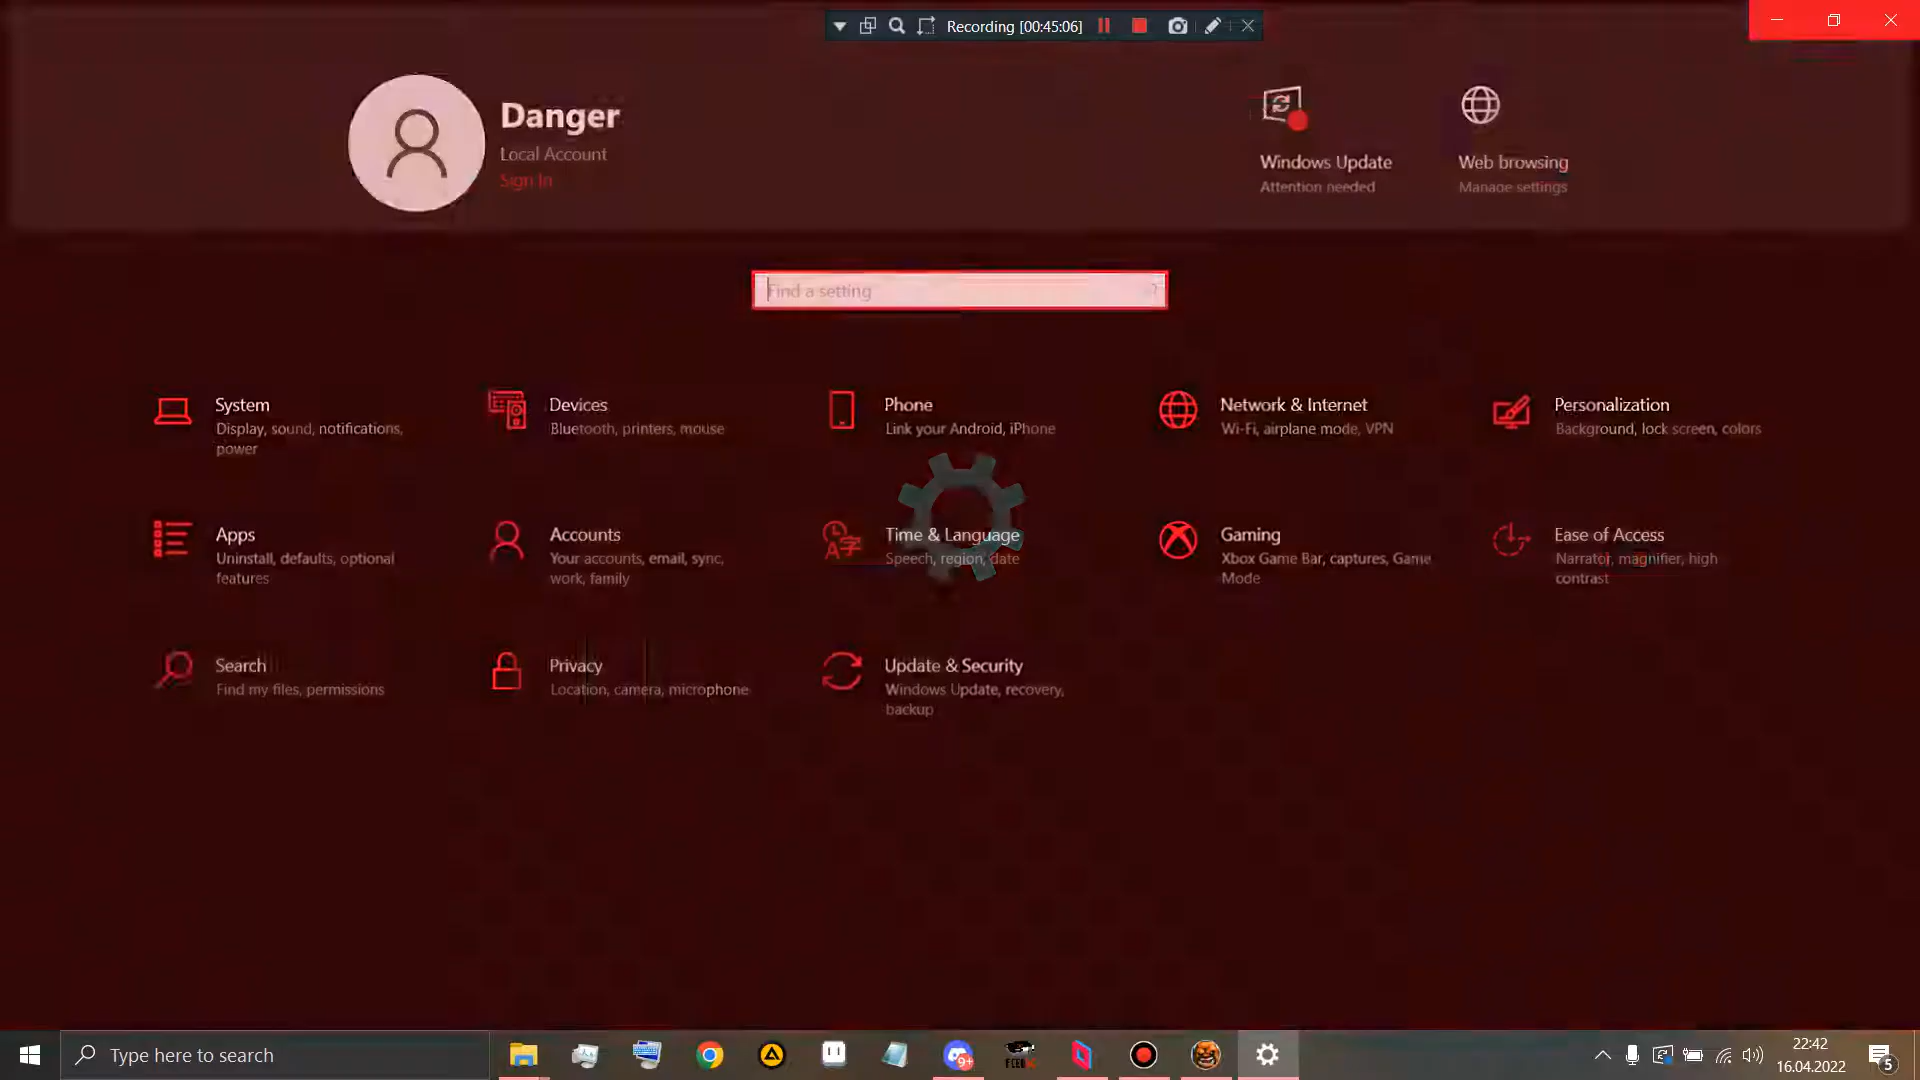 Recording [00:45:06]
Danger
Local Account
Sign In
Windows Update
Attention needed
Web browsing
Manage settings
Find a setting
System
Display, sound, notifications,
power
Devices
Bluetooth, printers, mouse
Phone
Link your Android, iPhone
Network & Internet
Wi-Fi, airplane mode, VPN
Personalization
Background, lock screen, colors
Apps
Uninstall, defaults, optional
features
Accounts
Your accounts, email, sync,
work, family
Time & Language
Speech, region, date
Gaming
Xbox Game Bar, captures, Game
Mode
Ease of Access
Narrator, magnifier, high
contrast
Search
Find my files, permissions
Privacy
Location, camera, microphone
Update & Security
Windows Update, recovery,
backup
Type here to search
9+
22:42
16.04.2022
5